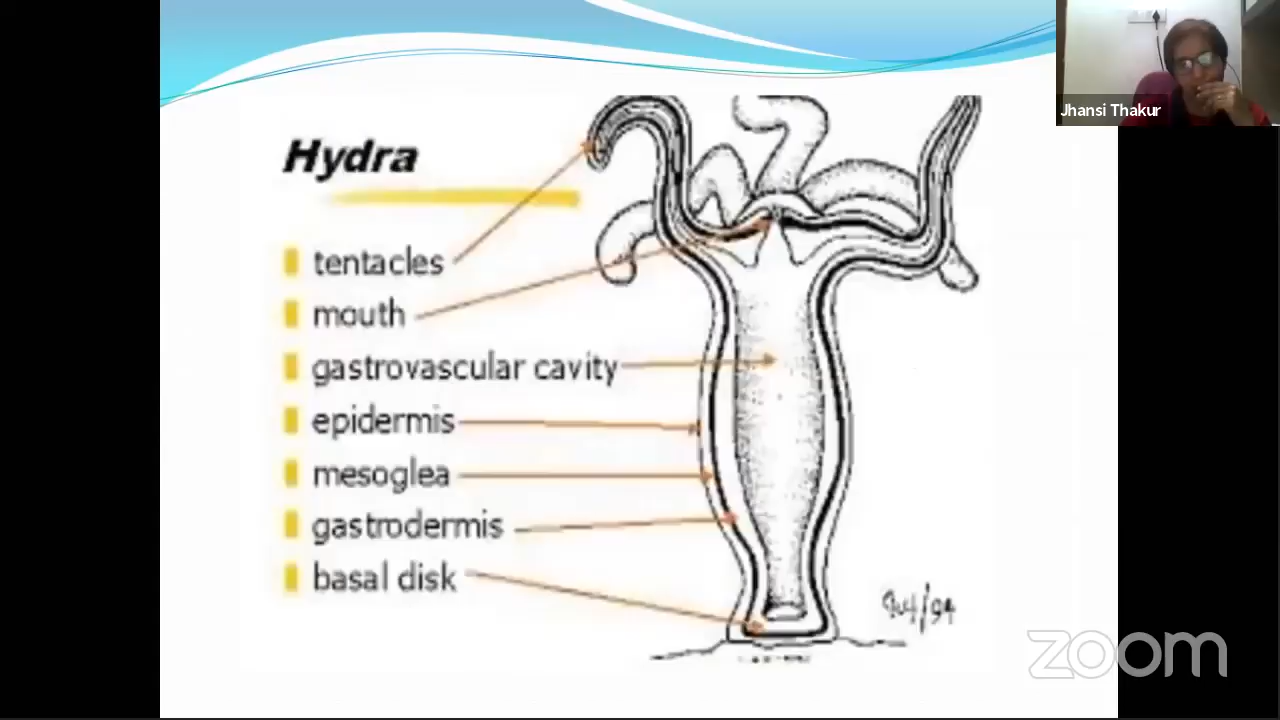 Jhansi Thakur
Hydra
tentacles
mouth
gastrovascular cavity
epidermis
mesoglea
gastrodermis
basal disk
zoom